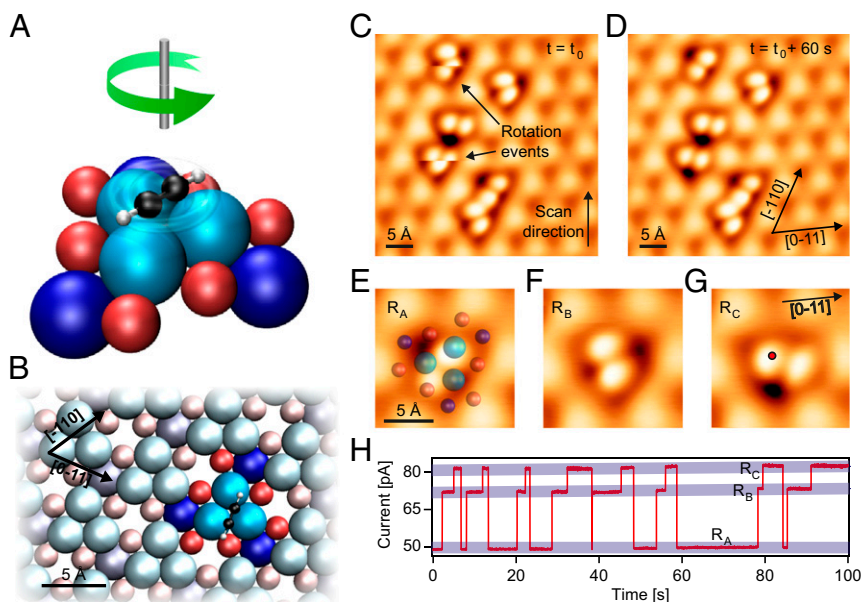 A
B
[-110]
[0-11]
5 Å
C
t = t0
Rotation
events
Scan
direction
5 Å
D
t = t0 + 60 s
[-110]
[0-11]
5 Å
E
RA
5 Å
F
RB
G
RC
[0-11]
H
Current [pA]
80
65
50
RC
RB
RA
0
20
40
60
80
100
Time [s]